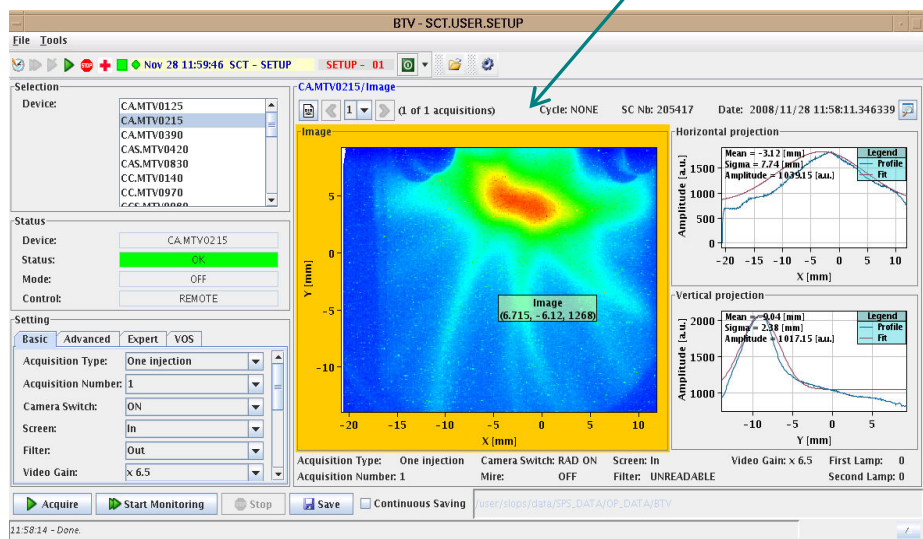 BTV - SCT.USER.SETUP
File Tools
Nov 28 11:59:46 SCT - SETUP SETUP - 01
Selection
Device:
CA.MTV0125
CA.MTV0215
CA.MTV0390
CAS.MTV0420
CAS.MTV0830
CC.MTV0140
CC.MTV0970
Status
Device: CA.MTV0215
Status: OK
Mode: OFF
Control: REMOTE
Setting
Basic Advanced Expert VOS
Acquisition Type: One injection
Acquisition Number: 1
Camera Switch: ON
Screen: In
Filter: Out
Video Gain: x 6.5
CA.MTV0215/Image
1 (1 of 1 acquisitions) Cycle: NONE SC Nb: 205417 Date: 2008/11/28 11:58:11.346339
Image
Y [mm]
5
0
-5
-10
Image
(6.715, -6.12, 1268)
-20 -15 -10 -5 0 5 10
X [mm]
Horizontal projection
Amplitude [a.u.]
1500
1000
500
0
Mean = -3.12 [mm]
Sigma = 7.74 [mm]
Amplitude = 1039.15 [a.u.]
Legend
Profile
Fit
-20 -15 -10 -5 0 5 10
X [mm]
Vertical projection
Amplitude [a.u.]
2000
1500
1000
Mean = -9.04 [mm]
Sigma = 2.38 [mm]
Amplitude = 1017.15 [a.u.]
Legend
Profile
Fit
-10 -5 0 5
Y [mm]
Acquisition Type: One injection Camera Switch: RAD ON Screen: In Video Gain: x 6.5 First Lamp: 0
Acquisition Number: 1 Mire: OFF Filter: UNREADABLE Second Lamp: 0
Acquire Start Monitoring Stop Save Continuous Saving /user/slops/data/SPS_DATA/OP_DATA/BTV
11:58:14 - Done.